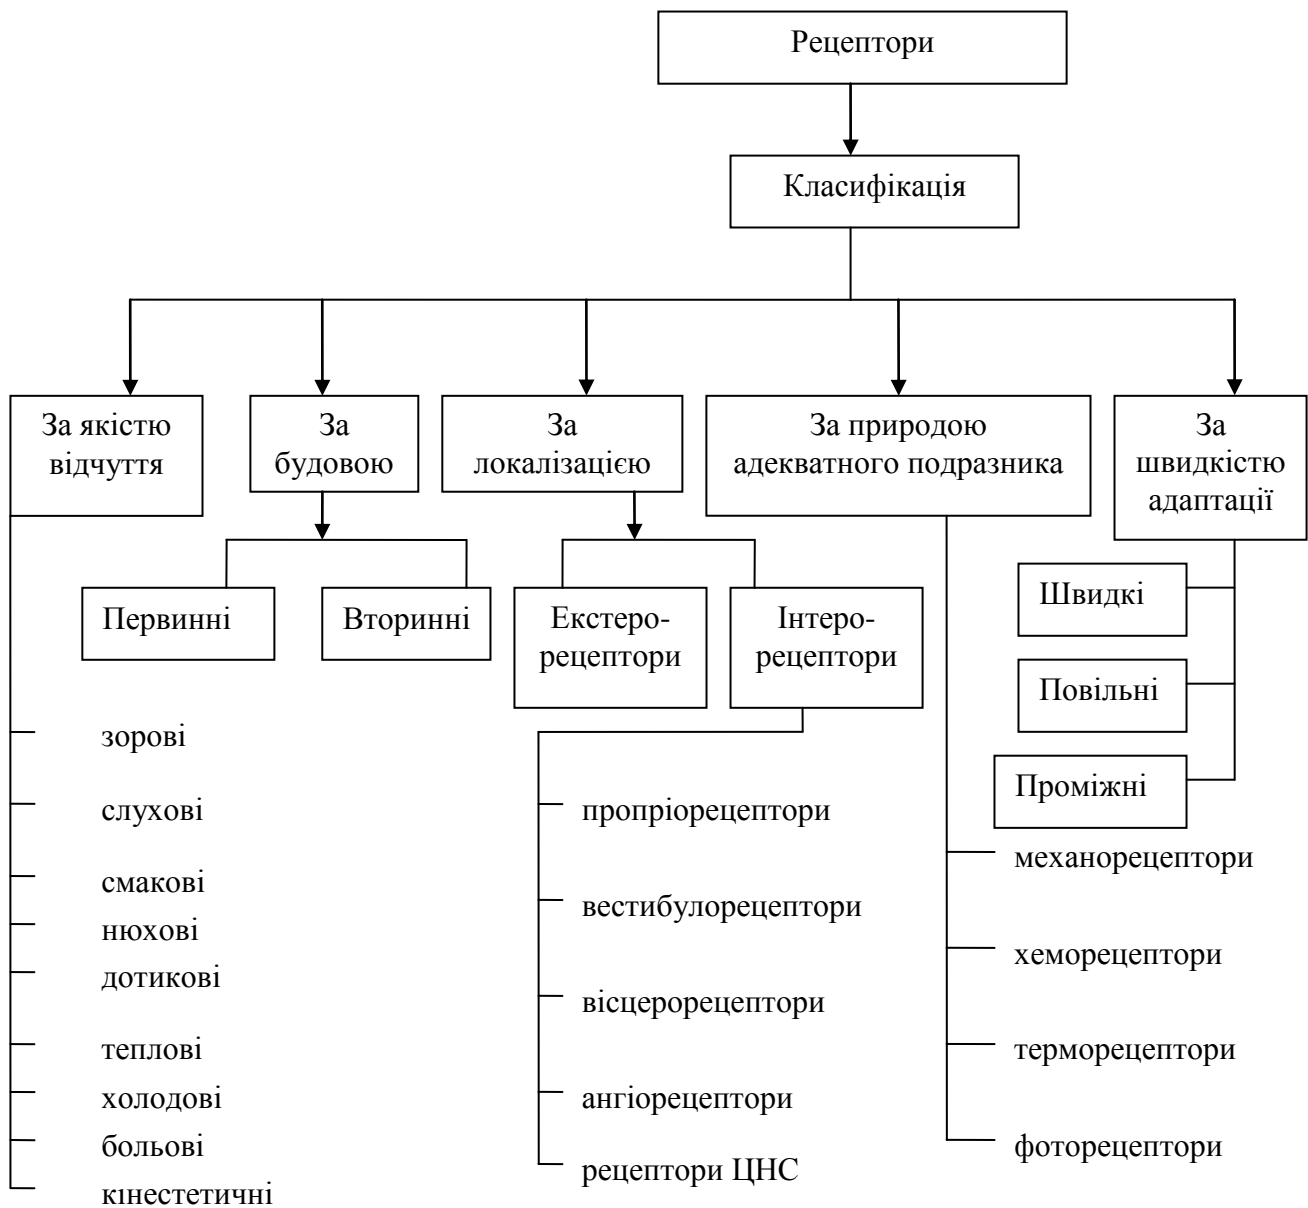 Рецептори
Класифікація
За якістю
відчуття
За
будовою
За
локалізацією
За природою
адекватного подразника
За
швидкістю
адаптації
Первинні
Вторинні
Екстеро-
рецептори
Інтеро-
рецептори
Швидкі
Повільні
Проміжні
зорові
слухові
смакові
нюхові
дотикові
теплові
холодові
больові
кінестетичні
пропріорецептори
вестибулорецептори
вісцерорецептори
ангіорецептори
рецептори ЦНС
механорецептори
хеморецептори
терморецептори
фоторецептори